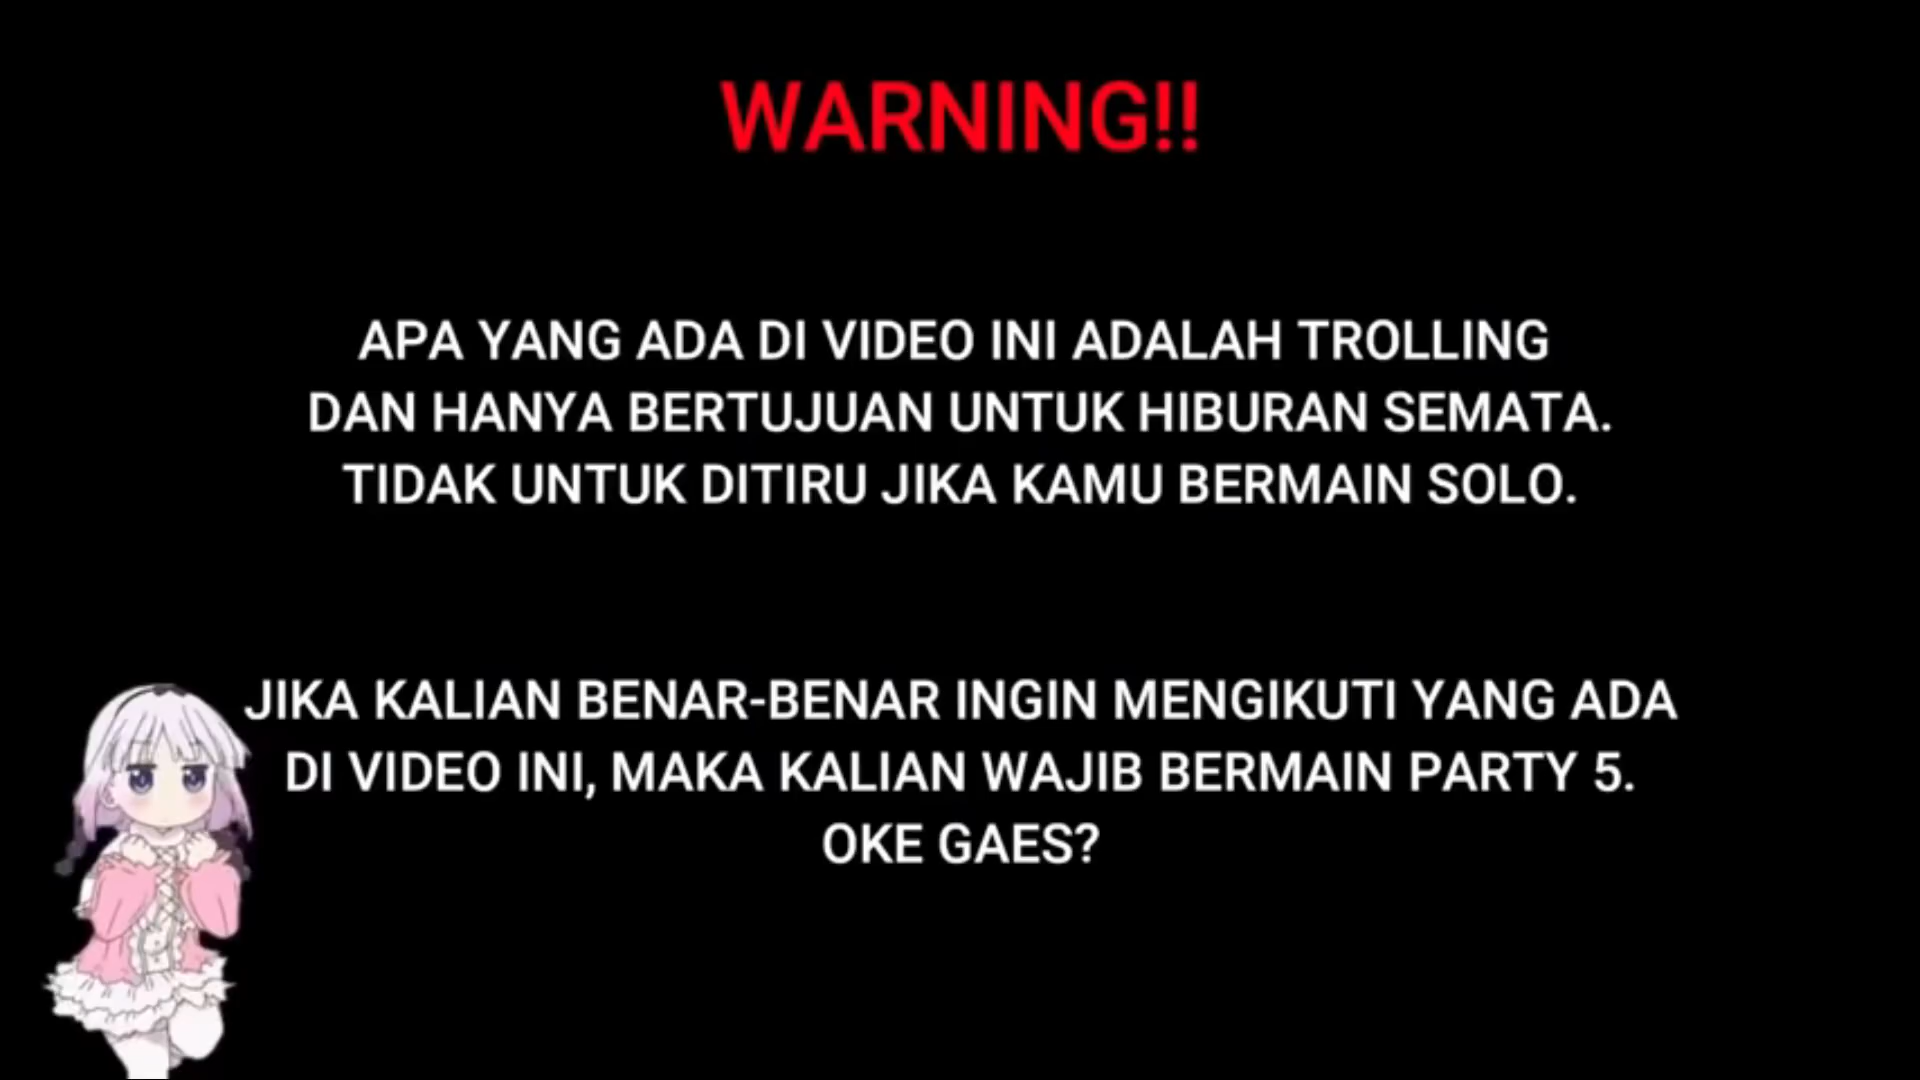 WARNING!!
APA YANG ADA DI VIDEO INI ADALAH TROLLING
DAN HANYA BERTUJUAN UNTUK HIBURAN SEMATA.
TIDAK UNTUK DITIRU JIKA KAMU BERMAIN SOLO.
JIKA KALIAN BENAR-BENAR INGIN MENGIKUTI YANG ADA
DI VIDEO INI, MAKA KALIAN WAJIB BERMAIN PARTY 5.
OKE GAES?